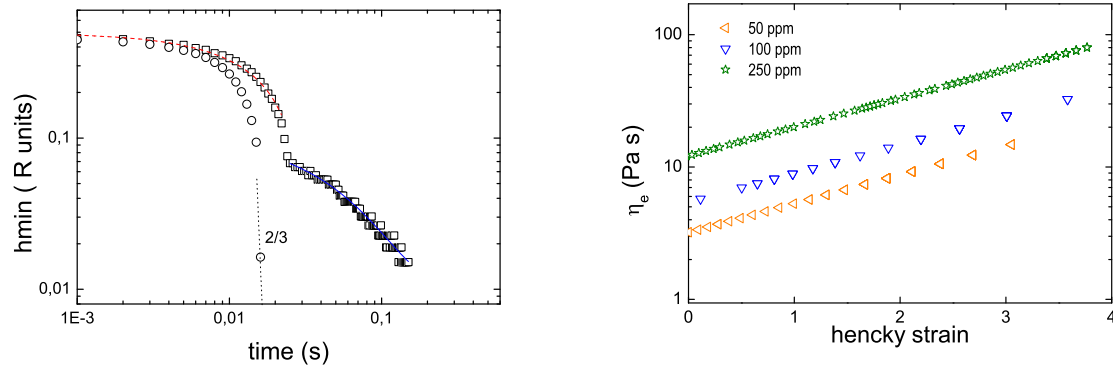 hmin ( R units)
0,1
0,01
2/3
1E-3 0,01 0,1
time (s)
ηe (Pa s)
100
10
1
50 ppm
100 ppm
250 ppm
0 1 2 3 4
hencky strain